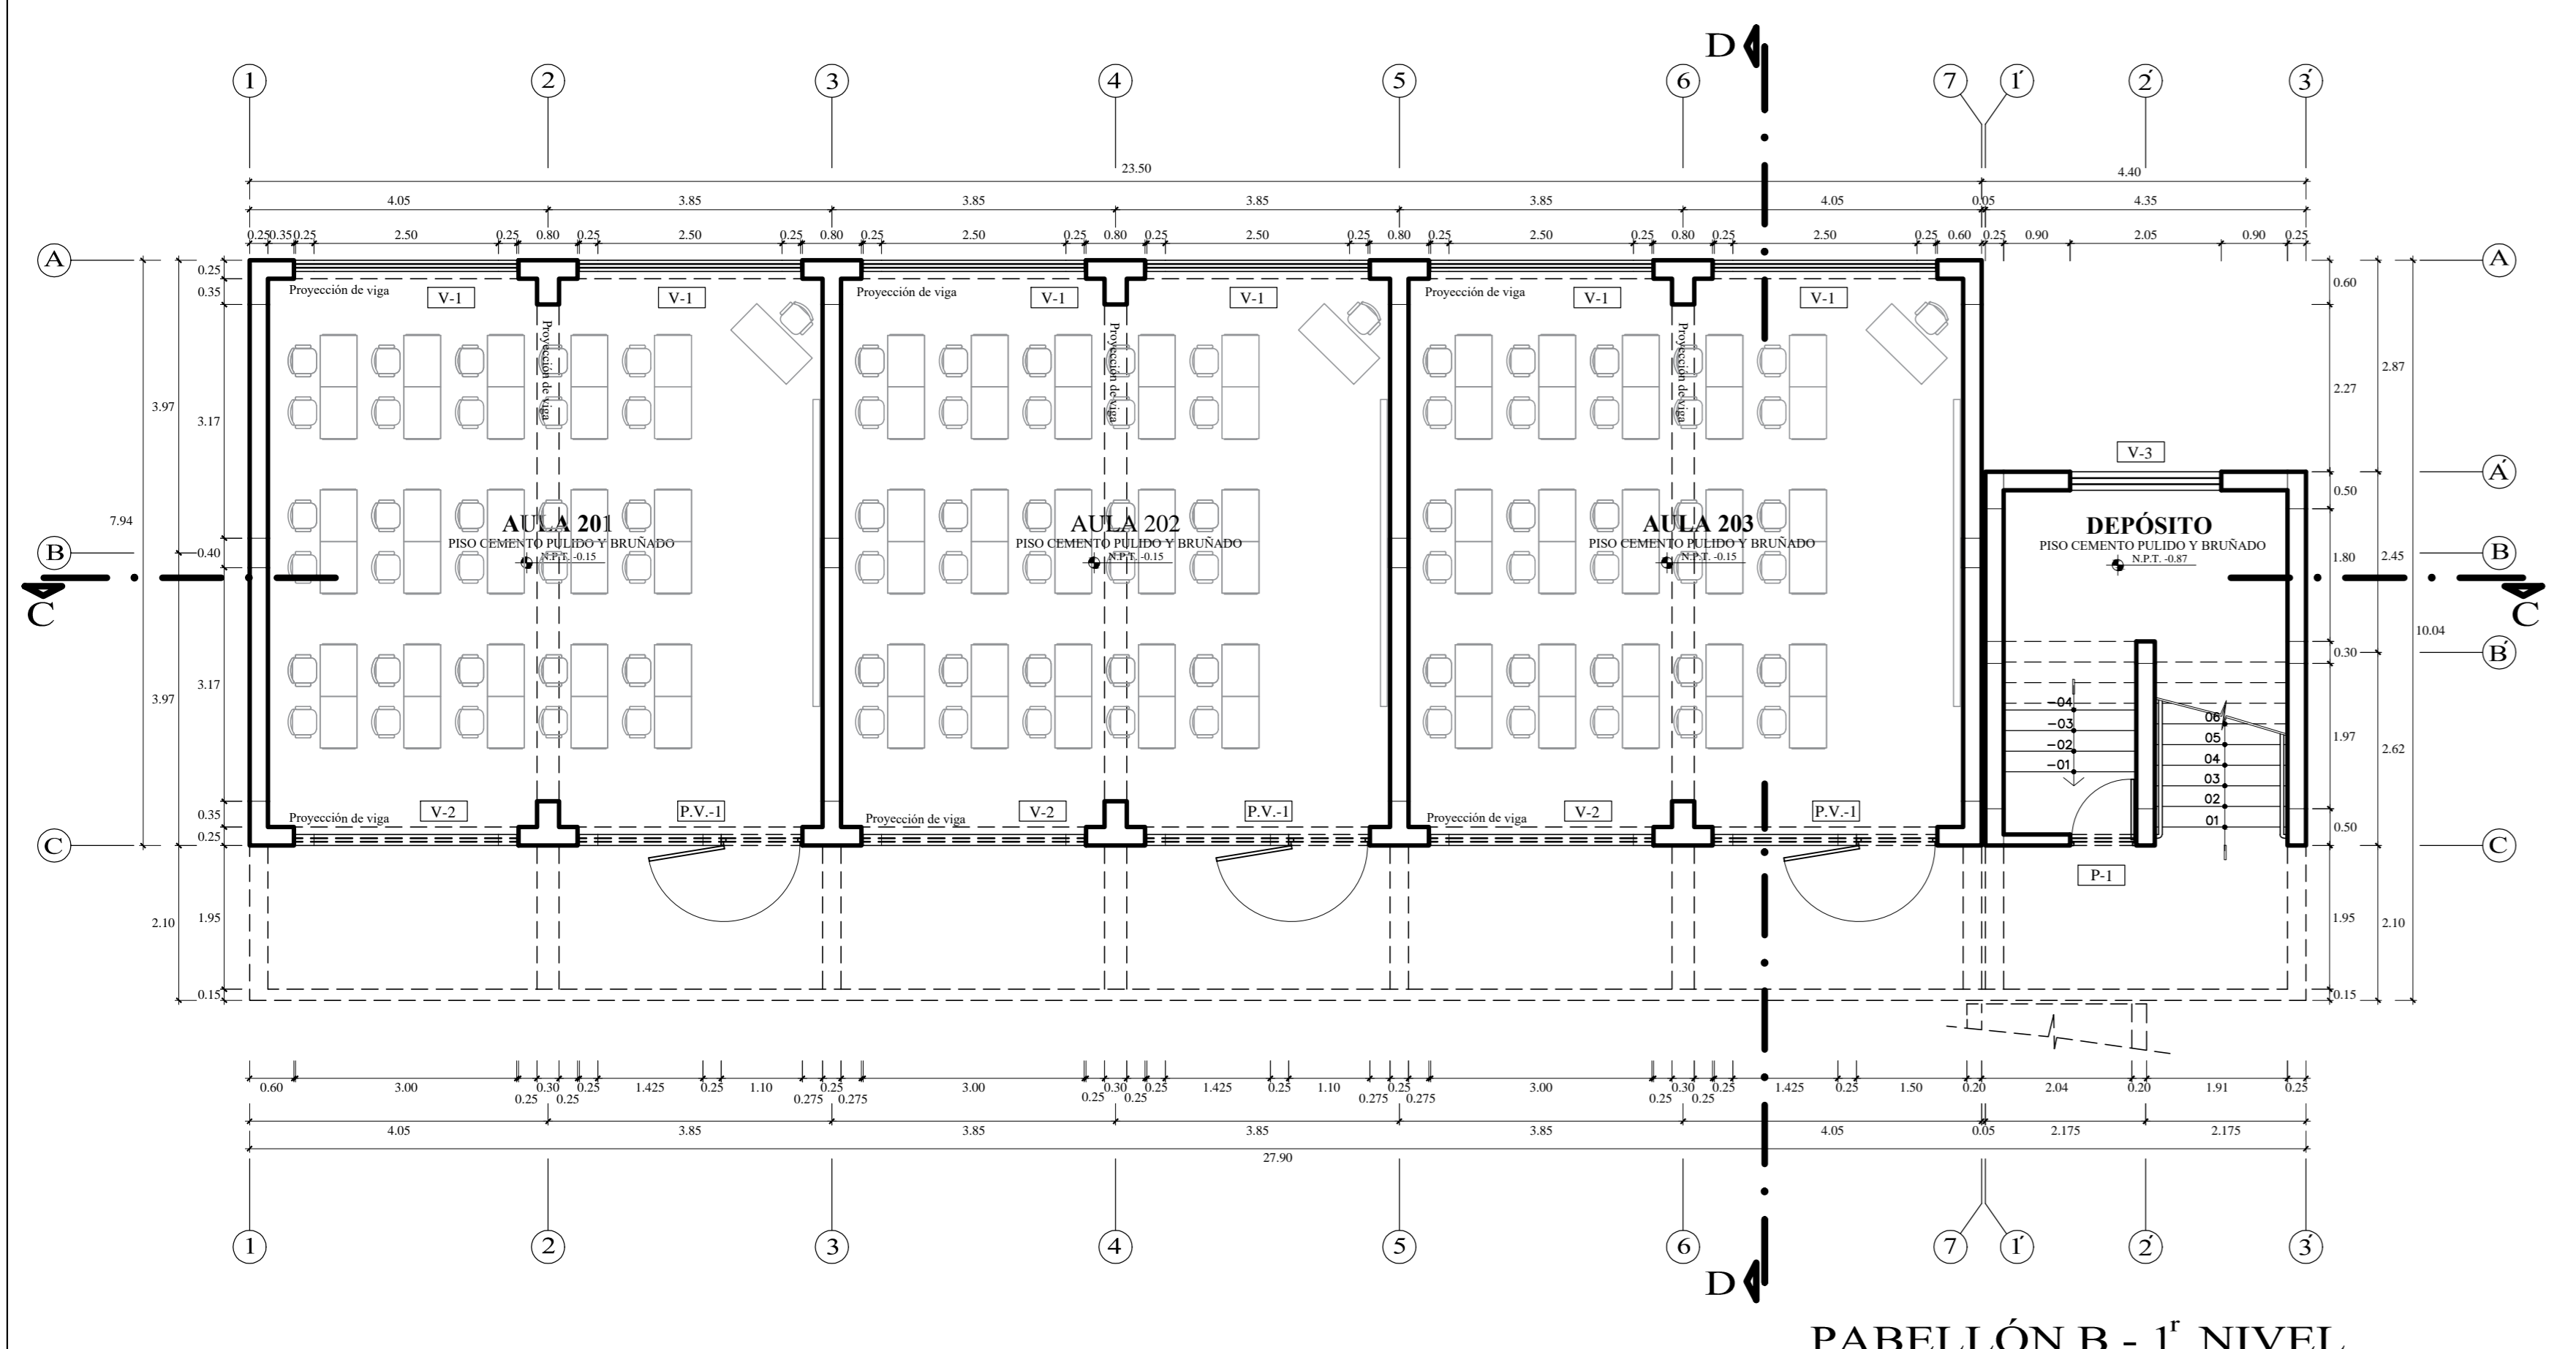 D
1 2 3 4 5 6 7 1' 2' 3'
23.50 4.40
4.05 3.85 3.85 3.85 3.85 4.05 0.05 4.35
0.25 0.35 0.25 2.50 0.25 0.80 0.25 2.50 0.25 0.80 0.25 2.50 0.25 0.80 0.25 2.50 0.25 0.80 0.25 2.50 0.25 0.80 0.25 2.50 0.25 0.60 0.25 0.90 2.05 0.90 0.25
A A
0.25
0.35 0.60
Proyección de viga Proyección de viga Proyección de viga
V-1 V-1 V-1 V-1 V-1 V-1
Proyección de viga Proyección de viga Proyección de viga
2.87
2.27
3.97
3.17
V-3
A'
0.50
7.94
AULA 201 AULA 202 AULA 203 DEPÓSITO
PISO CEMENTO PULIDO Y BRUÑADO PISO CEMENTO PULIDO Y BRUÑADO PISO CEMENTO PULIDO Y BRUÑADO PISO CEMENTO PULIDO Y BRUÑADO
N.P.T. -0.15 N.P.T. -0.15 N.P.T. -0.15 N.P.T. -0.87
B 0.40 1.80 2.45 B
C C
10.04
0.30 B'
3.97 3.17
-04
-03
-02
-01
06
05
04
03
02
01
1.97 2.62
V-2 P.V.-1 V-2 P.V.-1 V-2 P.V.-1
0.35
Proyección de viga Proyección de viga Proyección de viga
0.25 0.50
C C
P-1
2.10 1.95 1.95 2.10
0.15 0.15
0.60 3.00 0.30 0.25 1.425 0.25 1.10 0.25 3.00 0.30 0.25 1.425 0.25 1.10 0.25 3.00 0.30 0.25 1.425 0.25 1.50 0.20 2.04 0.20 1.91 0.25
0.25 0.25 0.275 0.275 0.25 0.25 0.275 0.275 0.25 0.25
4.05 3.85 3.85 3.85 3.85 4.05 0.05 2.175 2.175
27.90
1 2 3 4 5 6 7 1' 2' 3'
D
PABELLÓN B - 1r NIVEL